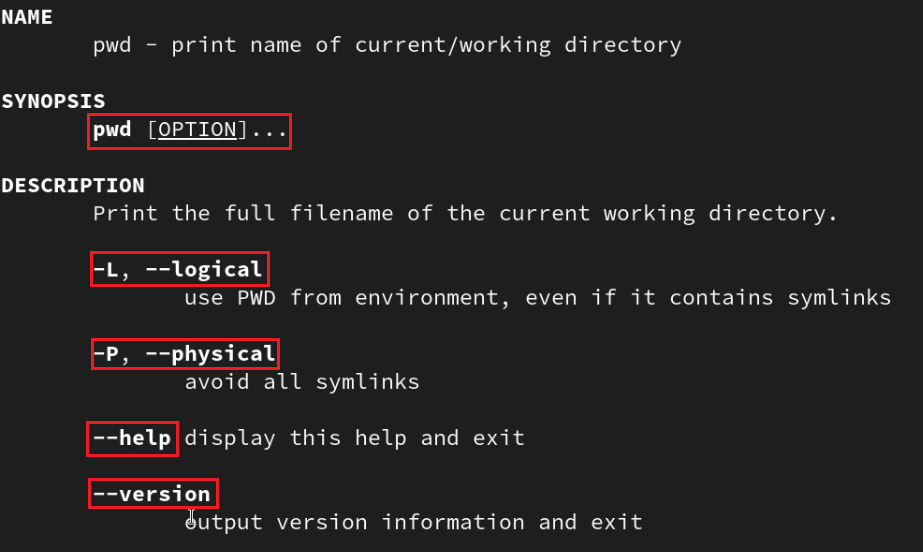 NAME
pwd - print name of current/working directory
SYNOPSIS
pwd [OPTION]...
DESCRIPTION
Print the full filename of the current working directory.
-L, --logical
use PWD from environment, even if it contains symlinks
-P, --physical
avoid all symlinks
--help display this help and exit
--version
output version information and exit